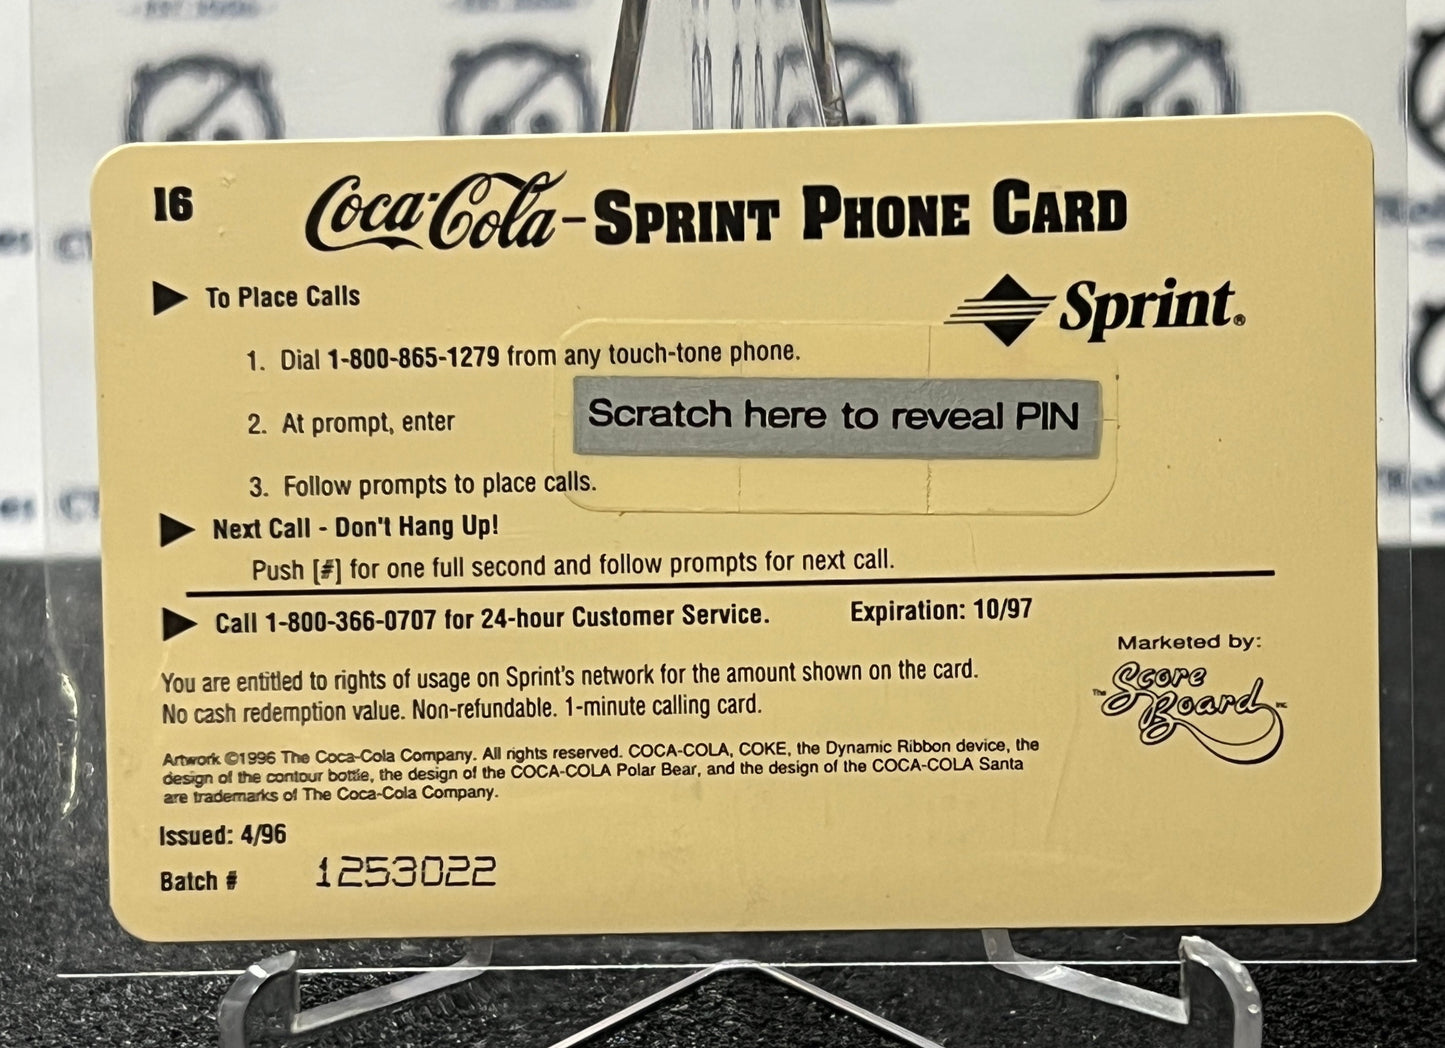 16
Coca-Cola - SPRINT PHONE CARD
Sprint®
To Place Calls
1. Dial 1-800-865-1279 from any touch-tone phone.
2. At prompt, enter
Scratch here to reveal PIN
3. Follow prompts to place calls.
Next Call - Don't Hang Up!
Push [#] for one full second and follow prompts for next call.
Call 1-800-366-0707 for 24-hour Customer Service. Expiration: 10/97
Marketed by:
The Score Board INC
You are entitled to rights of usage on Sprint's network for the amount shown on the card.
No cash redemption value. Non-refundable. 1-minute calling card.
Artwork ©1996 The Coca-Cola Company. All rights reserved. COCA-COLA, COKE, the Dynamic Ribbon device, the
design of the contour bottle, the design of the COCA-COLA Polar Bear, and the design of the COCA-COLA Santa
are trademarks of The Coca-Cola Company.
Issued: 4/96
Batch # 1253022